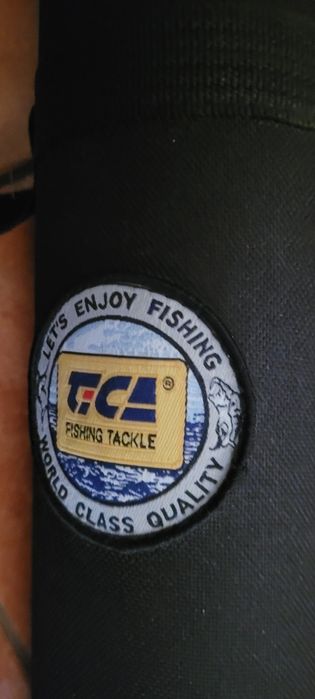 LET'S ENJOY FISHING
TiCA®
FISHING TACKLE
WORLD CLASS QUALITY